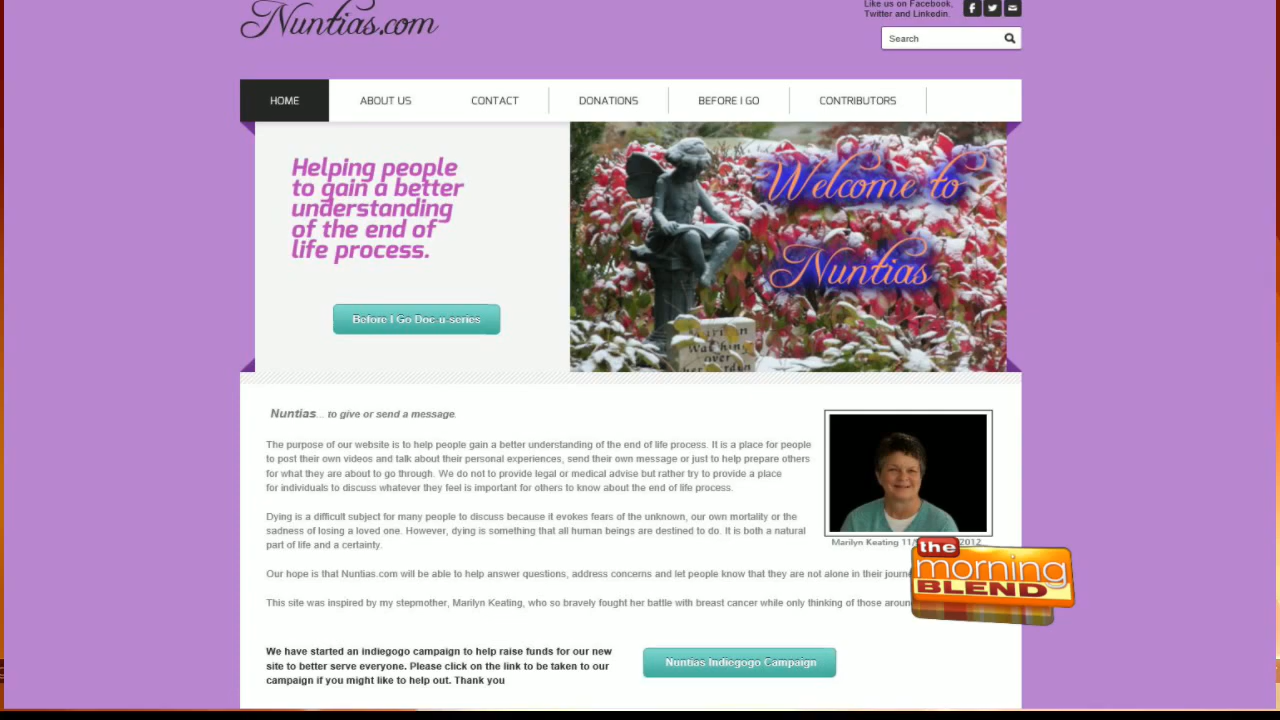 Nuntias.com
Like us on Facebook,
Twitter and Linkedin.
Search
HOME
ABOUT US
CONTACT
DONATIONS
BEFORE I GO
CONTRIBUTORS
Helping people
to gain a better
understanding
of the end of
life process.
Before I Go Doc-u-series
Welcome to
Nuntias
Watching
over
Garden
Nuntias... to give or send a message.
The purpose of our website is to help people gain a better understanding of the end of life process. It is a place for people
to post their own videos and talk about their personal experiences, send their own message or just to help prepare others
for what they are about to go through. We do not to provide legal or medical advise but rather try to provide a place
for individuals to discuss whatever they feel is important for others to know about the end of life process.
Dying is a difficult subject for many people to discuss because it evokes fears of the unknown, our own mortality or the
sadness of losing a loved one. However, dying is something that all human beings are destined to do. It is both a natural
part of life and a certainty.
Marilyn Keating 11/ 2012
Our hope is that Nuntias.com will be able to help answer questions, address concerns and let people know that they are not alone in their
This site was inspired by my stepmother, Marilyn Keating, who so bravely fought her battle with breast cancer while only thinking of those
the
morning
BLEND
We have started an indiegogo campaign to help raise funds for our new
site to better serve everyone. Please click on the link to be taken to our
campaign if you might like to help out. Thank you
Nuntias Indiegogo Campaign